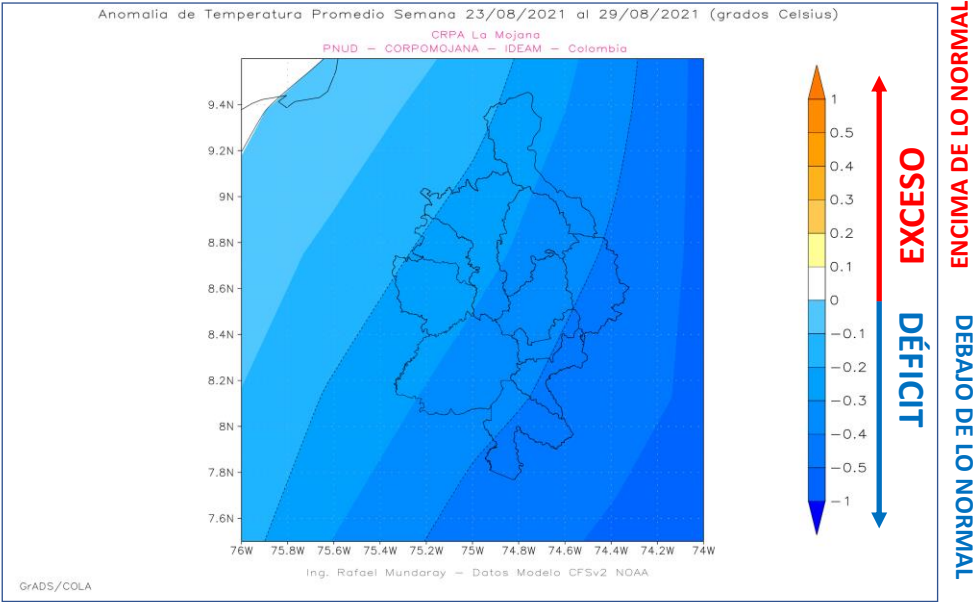 Anomalia de Temperatura Promedio Semana 23/08/2021 al 29/08/2021 (grados Celsius)
CRPA La Mojana
PNUD – CORPOMOJANA – IDEAM – Colombia
9.4N
9.2N
9N
8.8N
8.6N
8.4N
8.2N
8N
7.8N
7.6N
76W 75.8W 75.6W 75.4W 75.2W 75W 74.8W 74.6W 74.4W 74.2W 74W
Ing. Rafael Mundaray – Datos Modelo CFSv2 NOAA
GrADS/COLA
1
0.5
0.4
0.3
0.2
0.1
0
−0.1
−0.2
−0.3
−0.4
−0.5
−1
EXCESO
DÉFICIT
ENCIMA DE LO NORMAL
DEBAJO DE LO NORMAL